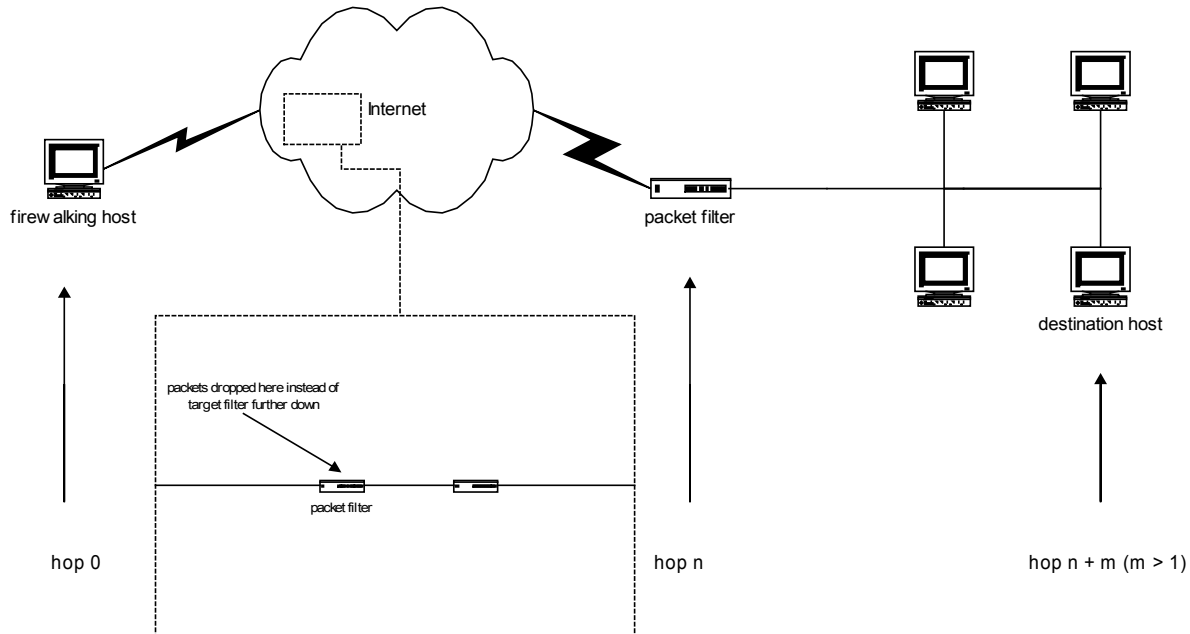 Internet
firew alking host
packet filter
destination host
packets dropped here instead of
target filter further down
packet filter
hop 0
hop n
hop n + m (m > 1)